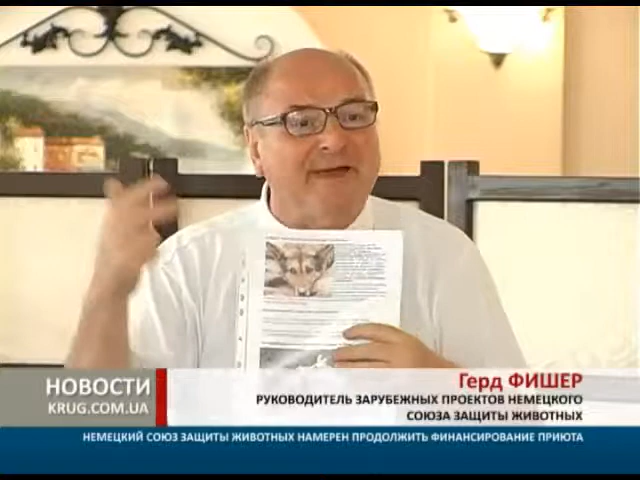 НОВОСТИ
KRUG.COM.UA
Герд ФИШЕР
РУКОВОДИТЕЛЬ ЗАРУБЕЖНЫХ ПРОЕКТОВ НЕМЕЦКОГО
СОЮЗА ЗАЩИТЫ ЖИВОТНЫХ
НЕМЕЦКИЙ СОЮЗ ЗАЩИТЫ ЖИВОТНЫХ НАМЕРЕН ПРОДОЛЖИТЬ ФИНАНСИРОВАНИЕ ПРИЮТА